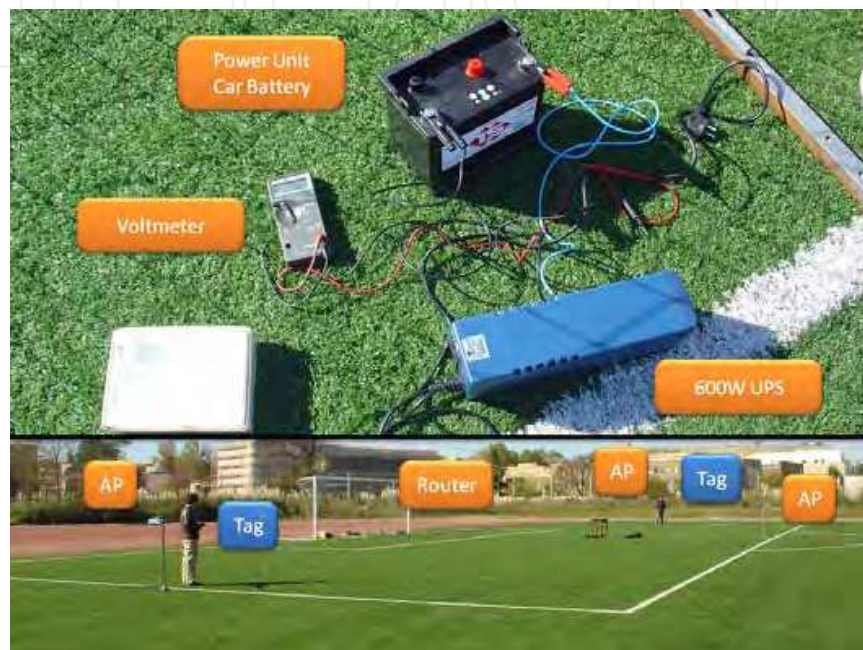 Power Unit
Car Battery
Voltmeter
600W UPS
AP
Tag
Router
AP
Tag
AP